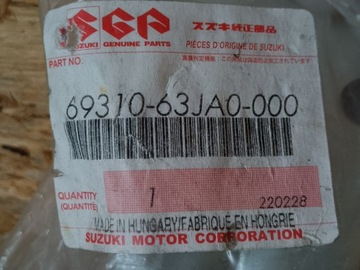 SGP スズキ純正部品
SUZUKI GENUINE PARTS PIÈCES D'ORIGINE DE SUZUKI
PART NO.
69310-63JA0-000
QUANTITY
(QUANTITÉ) 1 220228
MADE IN HUNGARY/FABRIQUE EN HONGRIE
SUZUKI MOTOR CORPORATION